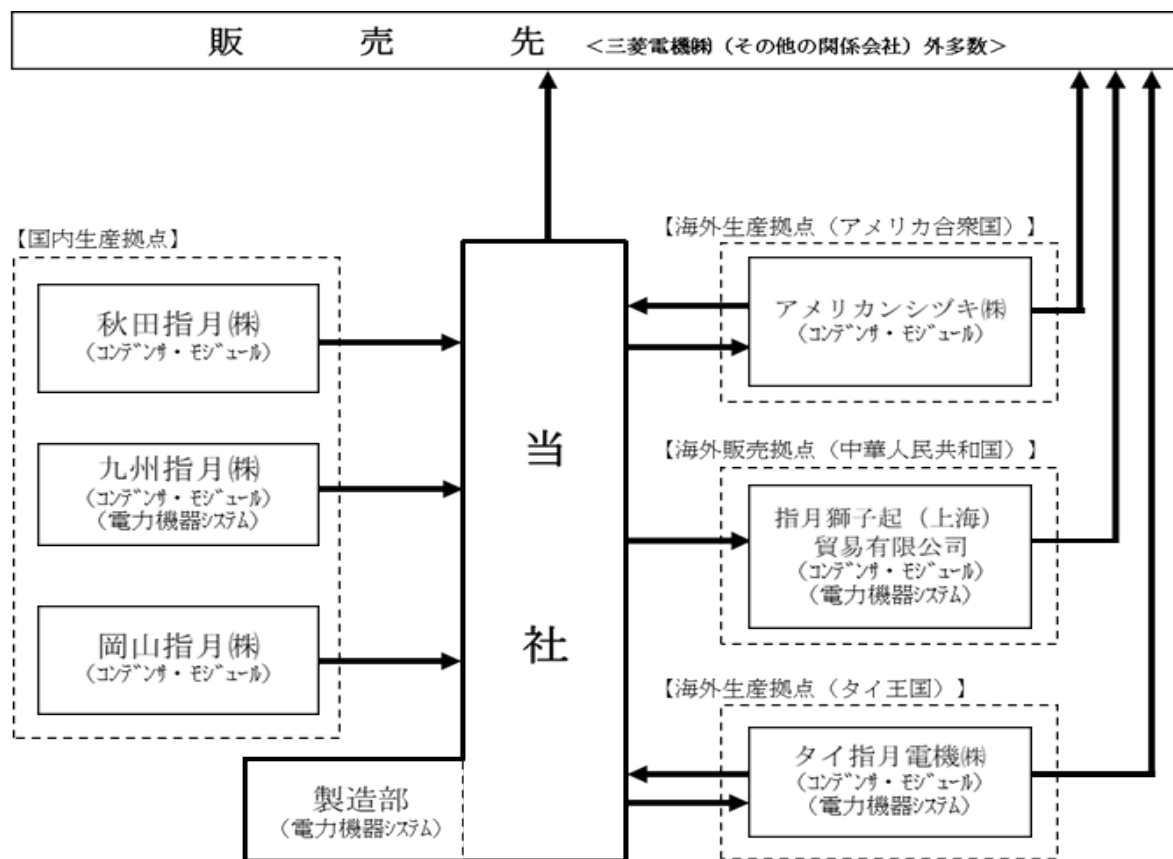 販売先 <三菱電機㈱（その他の関係会社）外多数>
【国内生産拠点】
秋田指月㈱
（コンデンサ・モジュール）
九州指月㈱
（コンデンサ・モジュール）
（電力機器システム）
岡山指月㈱
（コンデンサ・モジュール）
製造部
（電力機器システム）
当
社
【海外生産拠点（アメリカ合衆国）】
アメリカンシヅキ㈱
（コンデンサ・モジュール）
【海外販売拠点（中華人民共和国）】
指月獅子起（上海）
貿易有限公司
（コンデンサ・モジュール）
（電力機器システム）
【海外生産拠点（タイ王国）】
タイ指月電機㈱
（コンデンサ・モジュール）
（電力機器システム）